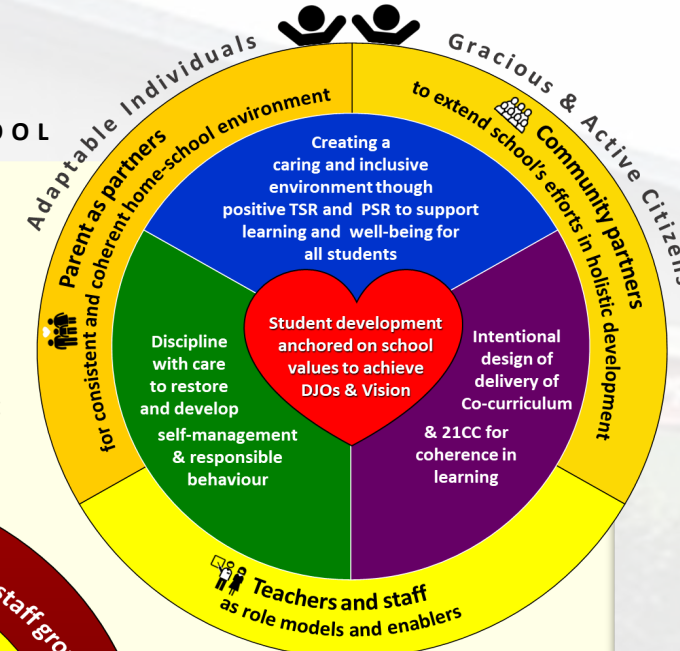 OOL
Adaptable Individuals
Gracious & Active Citizens
Parent as partners
for consistent and coherent home-school environment
Community partners
to extend school's efforts in holistic development
Creating a
caring and inclusive
environment though
positive TSR and PSR to support
learning and well-being for
all students
Student development
anchored on school
values to achieve
DJOs & Vision
Discipline
with care
to restore
and develop
self-management
& responsible
behaviour
Intentional
design of
delivery of
Co-curriculum
& 21CC for
coherence in
learning
Teachers and staff
as role models and enablers
staff